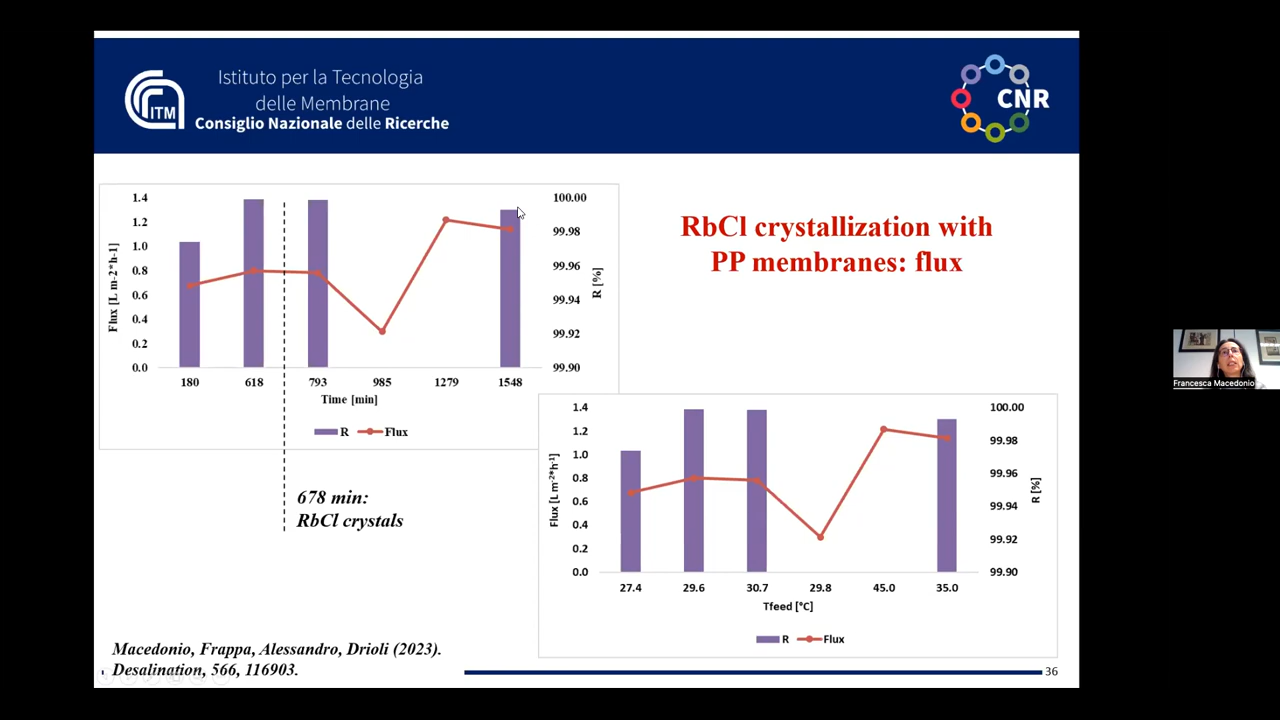 Istituto per la Tecnologia
delle Membrane
Consiglio Nazionale delle Ricerche
ITM
CNR
RbCl crystallization with
PP membranes: flux
1.4
1.2
1.0
0.8
0.6
0.4
0.2
0.0
Flux [L m-2*h-1]
100.00
99.98
99.96
99.94
99.92
99.90
R [%]
180 618 793 985 1279 1548
Time [min]
R Flux
678 min:
RbCl crystals
1.4
1.2
1.0
0.8
0.6
0.4
0.2
0.0
Flux [L m-²*h-¹]
100.00
99.98
99.96
99.94
99.92
99.90
R [%]
27.4 29.6 30.7 29.8 45.0 35.0
Tfeed [°C]
R Flux
Francesca Macedonio
Macedonio, Frappa, Alessandro, Drioli (2023).
Desalination, 566, 116903.
36